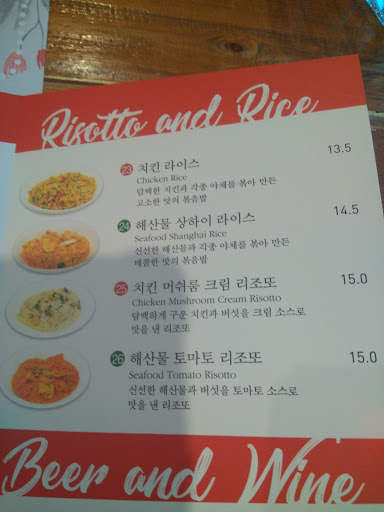 Risotto and Rice
23 치킨 라이스 13.5
Chicken Rice
담백한 치킨과 각종 야채를 볶아 만든
고소한 맛의 볶음밥
24 해산물 상하이 라이스 14.5
Seafood Shanghai Rice
신선한 해산물과 각종 야채를 볶아 만든
매콤한 맛의 볶음밥
25 치킨 머쉬룸 크림 리조또 15.0
Chicken Mushroom Cream Risotto
담백하게 구운 치킨과 버섯을 크림 소스로
맛을 낸 리조또
26 해산물 토마토 리조또 15.0
Seafood Tomato Risotto
신선한 해산물과 버섯을 토마토 소스로
맛을 낸 리조또
Beer and Wine